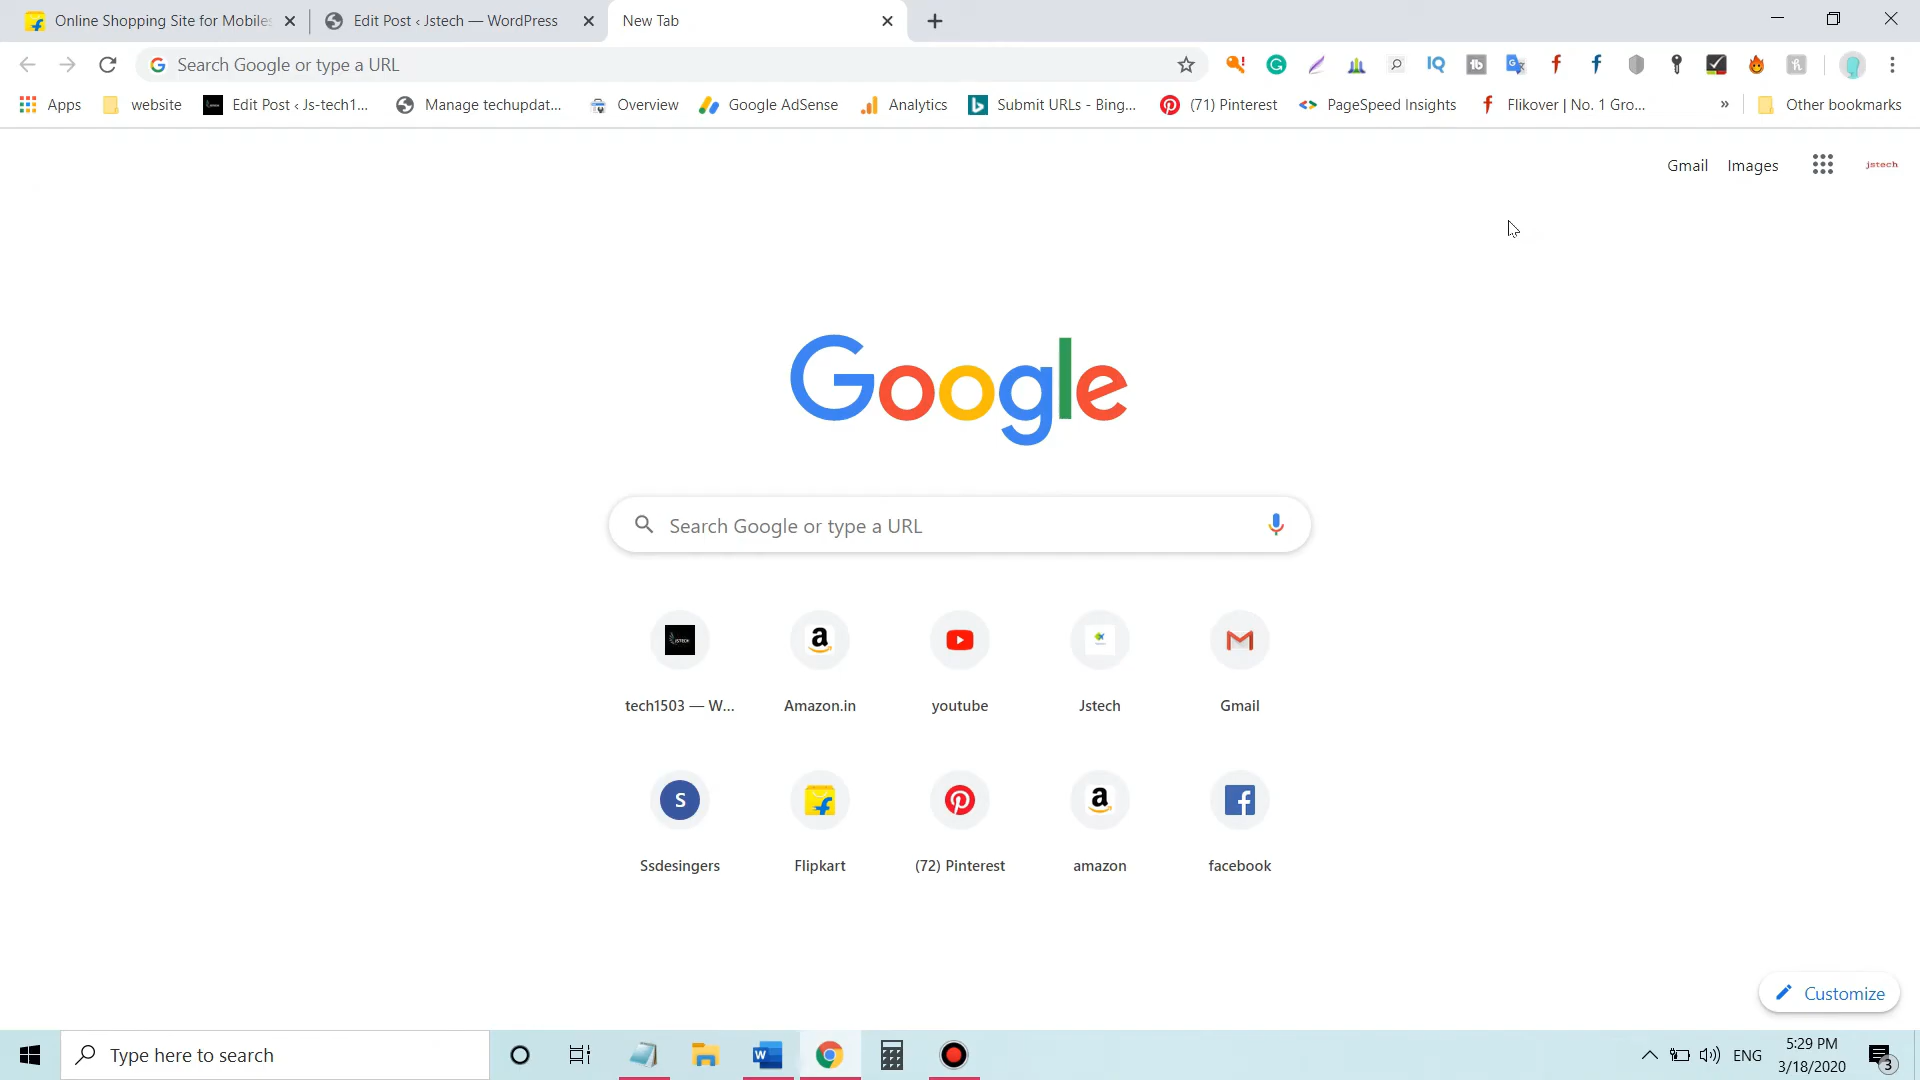 Online Shopping Site for Mobiles
Edit Post ‹ Jstech — WordPress
New Tab
Search Google or type a URL
Apps
website
Edit Post ‹ Js-tech1...
Manage techupdat...
Overview
Google AdSense
Analytics
Submit URLs - Bing...
(71) Pinterest
PageSpeed Insights
Flikover | No. 1 Gro...
»
Other bookmarks
Gmail
Images
jstech
Google
Search Google or type a URL
tech1503 — W...
Amazon.in
youtube
Jstech
Gmail
S
Ssdesingers
Flipkart
(72) Pinterest
amazon
facebook
Customize
Type here to search
ENG
5:29 PM
3/18/2020
3